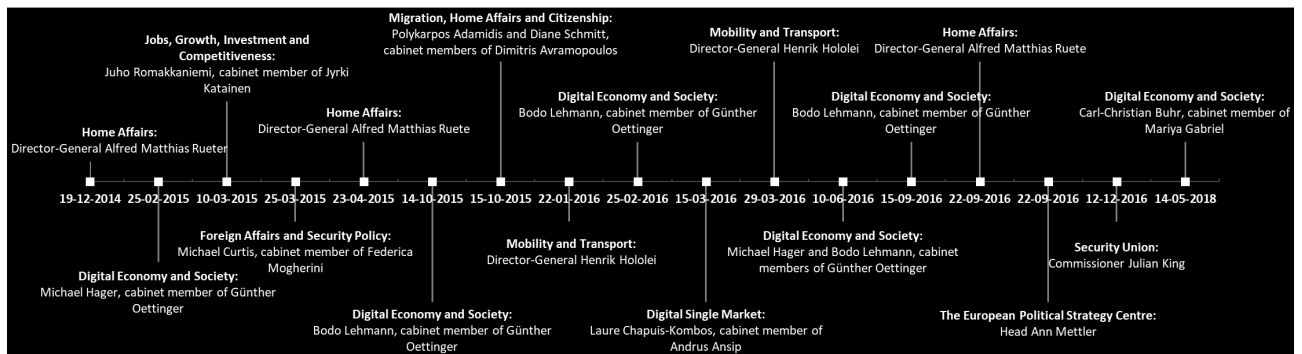 Home Affairs:
Director-General Alfred Matthias Rueter
Jobs, Growth, Investment and
Competitiveness:
Juho Romakkaniemi, cabinet member of Jyrki
Katainen
Home Affairs:
Director-General Alfred Matthias Ruete
Migration, Home Affairs and Citizenship:
Polykarpos Adamidis and Diane Schmitt,
cabinet members of Dimitris Avramopoulos
Digital Economy and Society:
Bodo Lehmann, cabinet member of Günther
Oettinger
Mobility and Transport:
Director-General Henrik Hololei
Digital Economy and Society:
Bodo Lehmann, cabinet member of Günther
Oettinger
Home Affairs:
Director-General Alfred Matthias Ruete
Digital Economy and Society:
Carl-Christian Buhr, cabinet member of
Mariya Gabriel
19-12-2014 25-02-2015 10-03-2015 25-03-2015 23-04-2015 14-10-2015 15-10-2015 22-01-2016 25-02-2016 15-03-2016 29-03-2016 10-06-2016 15-09-2016 22-09-2016 22-09-2016 12-12-2016 14-05-2018
Digital Economy and Society:
Michael Hager, cabinet member of Günther
Oettinger
Foreign Affairs and Security Policy:
Michael Curtis, cabinet member of Federica
Mogherini
Digital Economy and Society:
Bodo Lehmann, cabinet member of Günther
Oettinger
Mobility and Transport:
Director-General Henrik Hololei
Digital Single Market:
Laure Chapuis-Kombos, cabinet member of
Andrus Ansip
Digital Economy and Society:
Michael Hager and Bodo Lehmann, cabinet
members of Günther Oettinger
The European Political Strategy Centre:
Head Ann Mettler
Security Union:
Commissioner Julian King